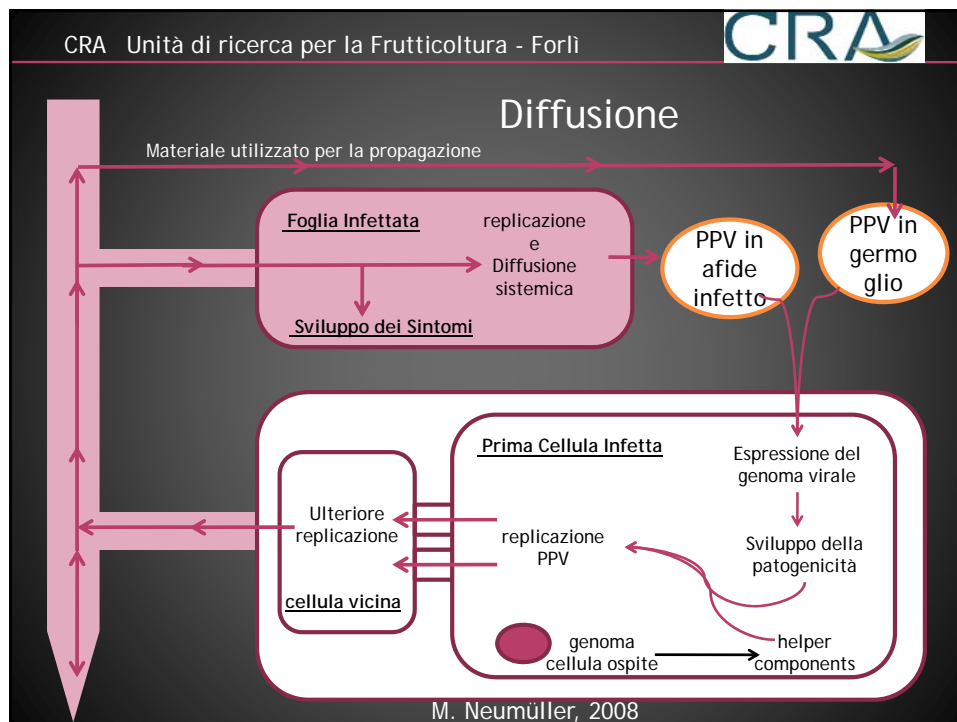 CRA Unità di ricerca per la Frutticoltura - Forlì
CRA
Diffusione
Materiale utilizzato per la propagazione
Foglia Infettata
replicazione
e
Diffusione
sistemica
Sviluppo dei Sintomi
PPV in
afide
infetto
PPV in
germo
glio
Prima Cellula Infetta
Espressione del
genoma virale
Sviluppo della
patogenicità
replicazione
PPV
Ulteriore
replicazione
cellula vicina
genoma
cellula ospite
helper
components
M. Neumüller, 2008